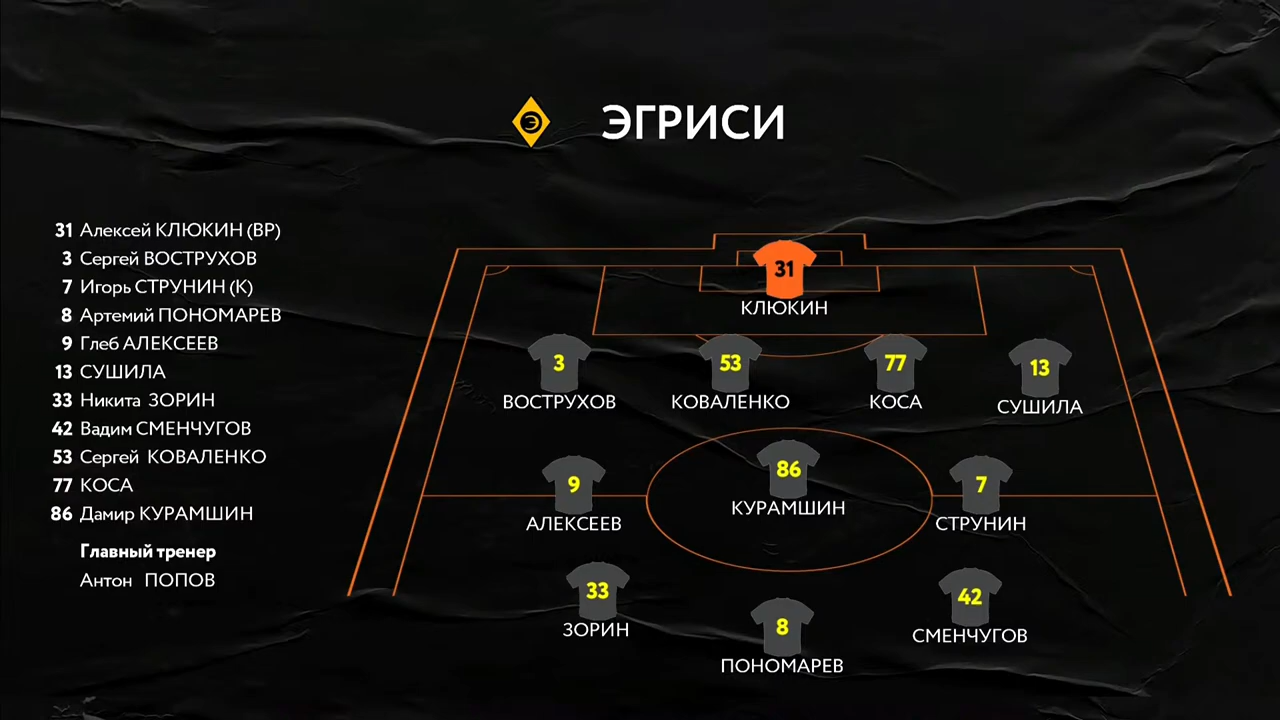 Э ЭГРИСИ
31 Алексей КЛЮКИН (ВР)
3 Сергей ВОСТРУХОВ
7 Игорь СТРУНИН (К)
8 Артемий ПОНОМАРЕВ
9 Глеб АЛЕКСЕЕВ
13 СУШИЛА
33 Никита ЗОРИН
42 Вадим СМЕНЧУГОВ
53 Сергей КОВАЛЕНКО
77 КОСА
86 Дамир КУРАМШИН
Главный тренер
Антон ПОПОВ
31
КЛЮКИН
3 53 77 13
ВОСТРУХОВ КОВАЛЕНКО КОСА СУШИЛА
86
КУРАМШИН
9 7
АЛЕКСЕЕВ СТРУНИН
33 42
ЗОРИН СМЕНЧУГОВ
8
ПОНОМАРЕВ